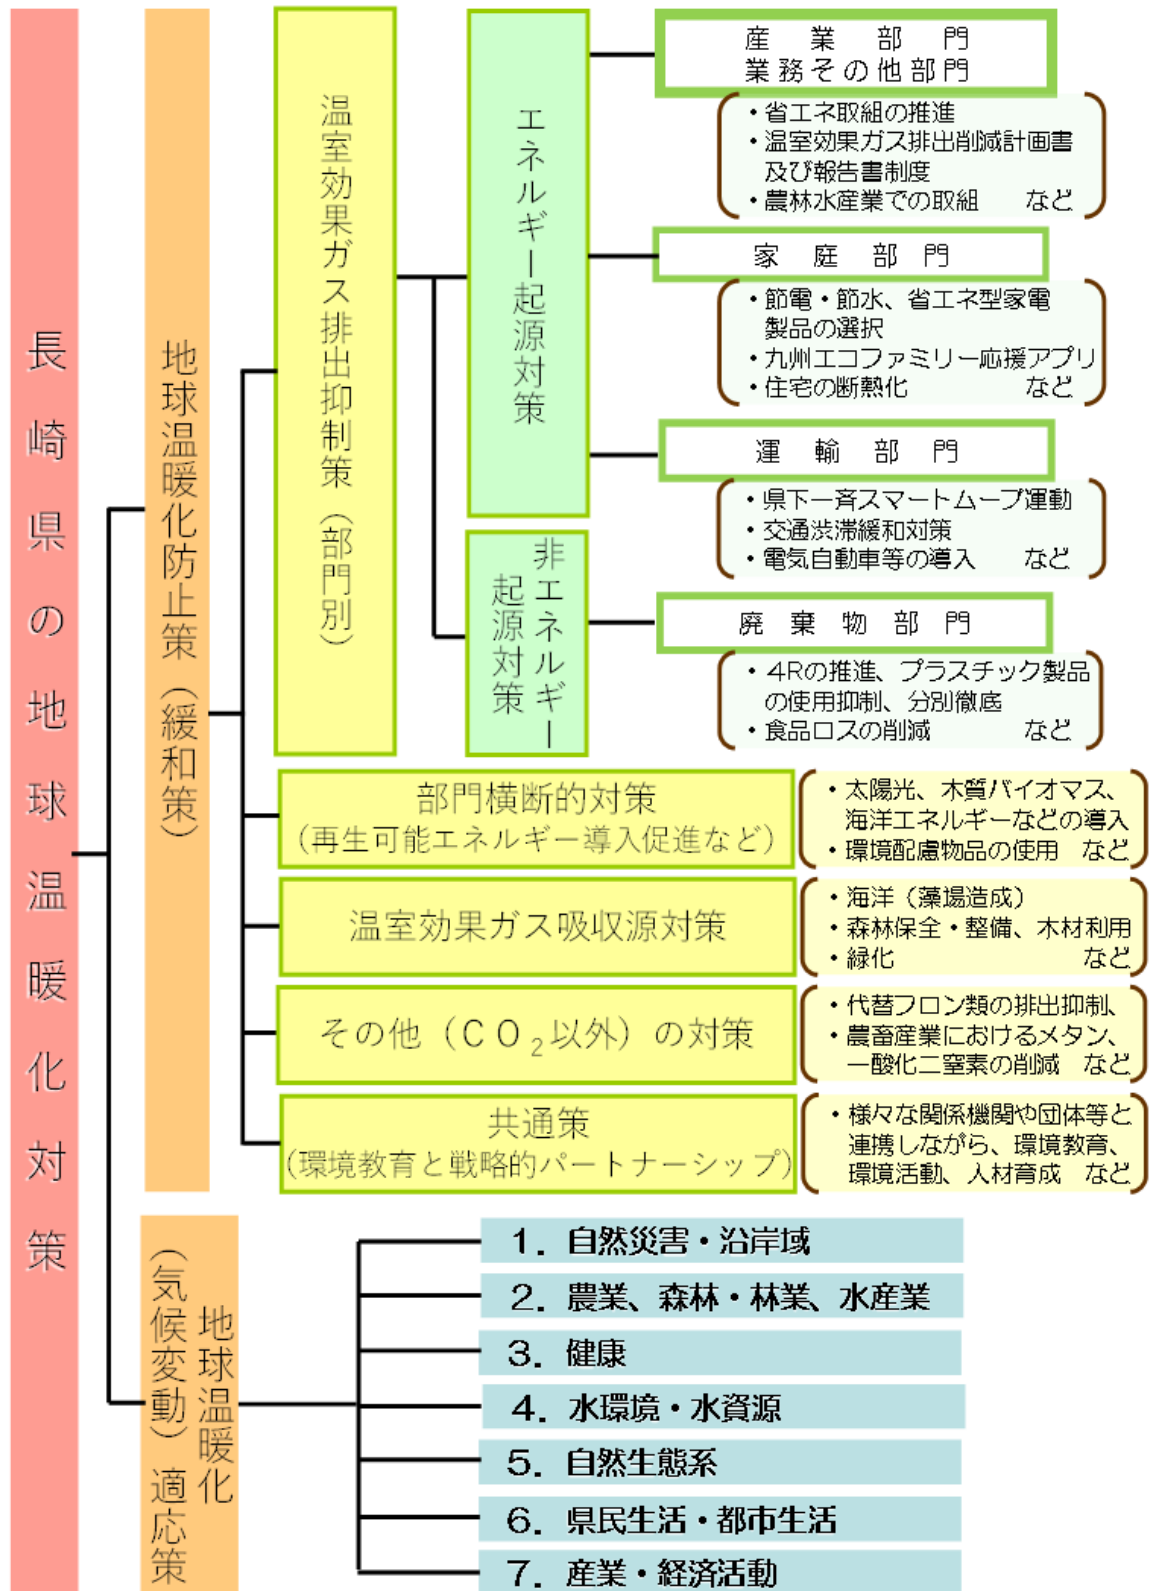 長崎県の地球温暖化対策
地球温暖化防止策（緩和策）
温室効果ガス排出抑制策（部門別）
エネルギー起源対策
産業部門
業務その他部門
・省エネ取組の推進
・温室効果ガス排出削減計画書
及び報告書制度
・農林水産業での取組　など
家庭部門
・節電・節水、省エネ型家電
製品の選択
・九州エコファミリー応援アプリ
・住宅の断熱化　など
運輸部門
・県下一斉スマートムーブ運動
・交通渋滞緩和対策
・電気自動車等の導入　など
非エネルギー
起源対策
廃棄物部門
・4Rの推進、プラスチック製品
の使用抑制、分別徹底
・食品ロスの削減　など
部門横断的対策
（再生可能エネルギー導入促進など）
・太陽光、木質バイオマス、
海洋エネルギーなどの導入
・環境配慮物品の使用　など
温室効果ガス吸収源対策
・海洋（藻場造成）
・森林保全・整備、木材利用
・緑化　など
その他（ＣＯ₂以外）の対策
・代替フロン類の排出抑制、
・農畜産業におけるメタン、
一酸化二窒素の削減　など
共通策
（環境教育と戦略的パートナーシップ）
・様々な関係機関や団体等と
連携しながら、環境教育、
環境活動、人材育成　など
地球温暖化
（気候変動）適応策
1. 自然災害・沿岸域
2. 農業、森林・林業、水産業
3. 健康
4. 水環境・水資源
5. 自然生態系
6. 県民生活・都市生活
7. 産業・経済活動